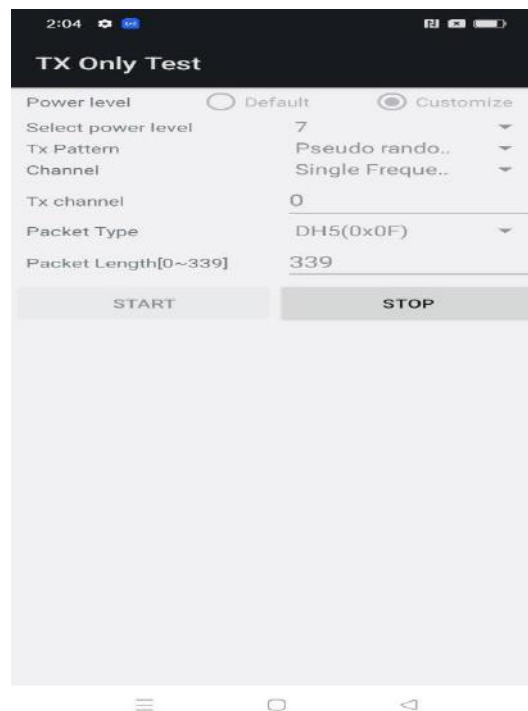 2:04
TX Only Test
Power level Default Customize
Select power level 7
Tx Pattern Pseudo rando..
Channel Single Freque..
Tx channel 0
Packet Type DH5(0x0F)
Packet Length[0~339] 339
START STOP